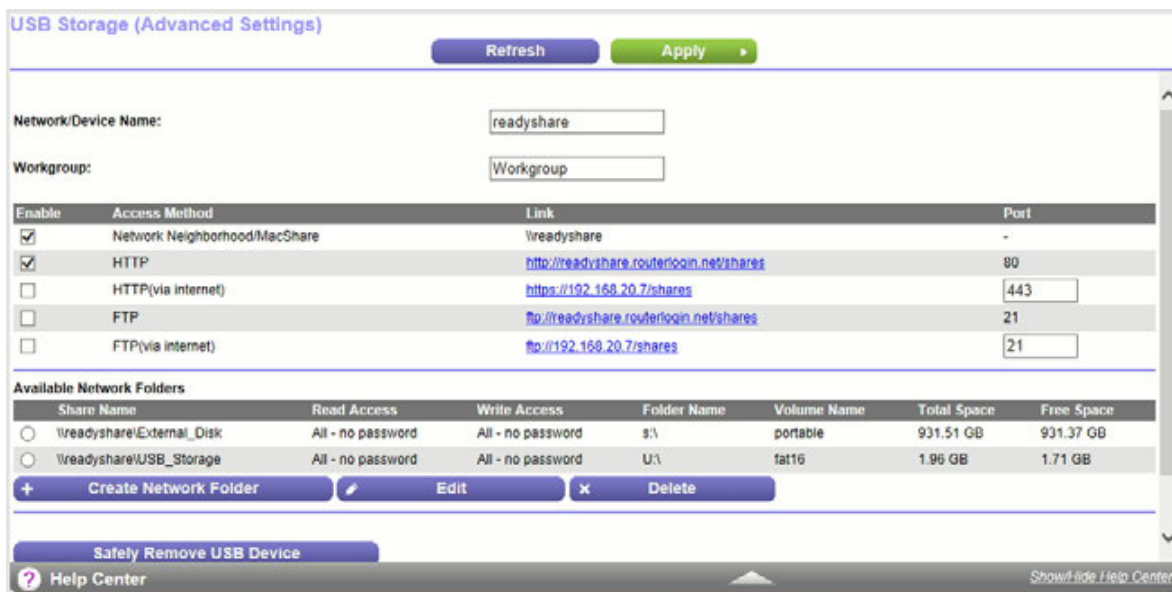 USB Storage (Advanced Settings)
Refresh Apply
Network/Device Name: readyshare
Workgroup: Workgroup
Enable Access Method Link Port
Network Neighborhood/MacShare \\readyshare -
HTTP http://readyshare.routerlogin.net/shares 80
HTTP(via internet) https://192.168.20.7/shares 443
FTP ftp://readyshare.routerlogin.net/shares 21
FTP(via internet) ftp://192.168.20.7/shares 21
Available Network Folders
Share Name Read Access Write Access Folder Name Volume Name Total Space Free Space
\\readyshare\External_Disk All - no password All - no password s:\ portable 931.51 GB 931.37 GB
\\readyshare\USB_Storage All - no password All - no password U:\ fat16 1.96 GB 1.71 GB
+ Create Network Folder Edit x Delete
Safely Remove USB Device
? Help Center Show/Hide Help Center